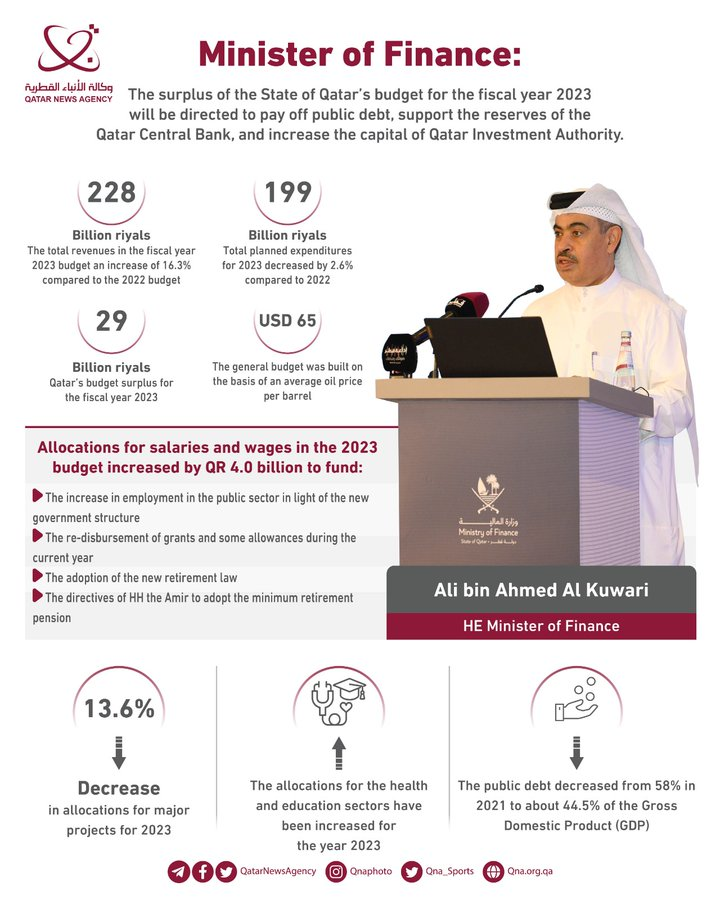 وكالة الأنباء القطرية
QATAR NEWS AGENCY
Minister of Finance:
The surplus of the State of Qatar's budget for the fiscal year 2023
will be directed to pay off public debt, support the reserves of the
Qatar Central Bank, and increase the capital of Qatar Investment Authority.
228
Billion riyals
The total revenues in the fiscal year
2023 budget an increase of 16.3%
compared to the 2022 budget
199
Billion riyals
Total planned expenditures
for 2023 decreased by 2.6%
compared to 2022
29
Billion riyals
Qatar's budget surplus for
the fiscal year 2023
USD 65
The general budget was built on
the basis of an average oil price
per barrel
Allocations for salaries and wages in the 2023
budget increased by QR 4.0 billion to fund:
The increase in employment in the public sector in light of the new
government structure
The re-disbursement of grants and some allowances during the
current year
The adoption of the new retirement law
The directives of HH the Amir to adopt the minimum retirement
pension
وزارة المالية
Ministry of Finance
State of Qatar • دولة قطر
Ali bin Ahmed Al Kuwari
HE Minister of Finance
13.6%
Decrease
in allocations for major
projects for 2023
The allocations for the health
and education sectors have
been increased for
the year 2023
The public debt decreased from 58% in
2021 to about 44.5% of the Gross
Domestic Product (GDP)
QatarNewsAgency
Qnaphoto
Qna_Sports
Qna.org.qa